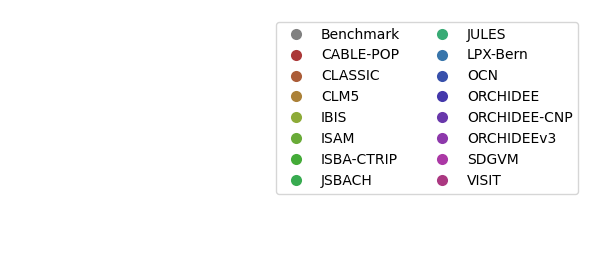 Benchmark
CABLE-POP
CLASSIC
CLM5
IBIS
ISAM
ISBA-CTRIP
JSBACH
JULES
LPX-Bern
OCN
ORCHIDEE
ORCHIDEE-CNP
ORCHIDEEv3
SDGVM
VISIT